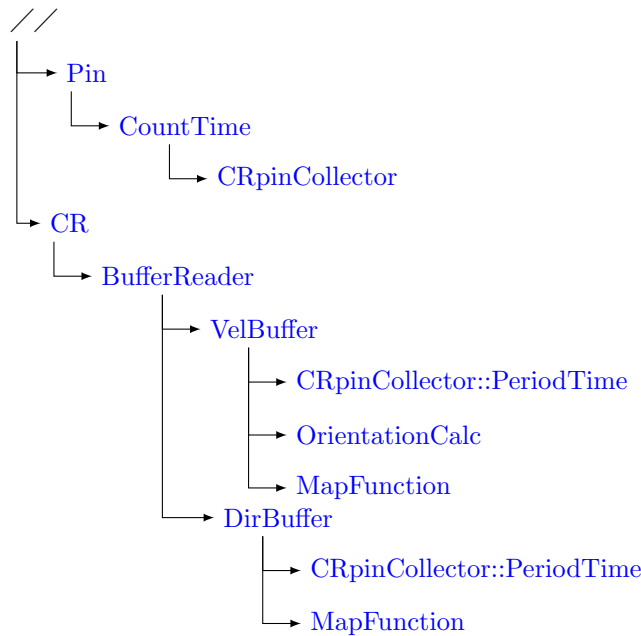 //
Pin
CountTime
CRpinCollector
CR
BufferReader
VelBuffer
CRpinCollector::PeriodTime
OrientationCalc
MapFunction
DirBuffer
CRpinCollector::PeriodTime
MapFunction